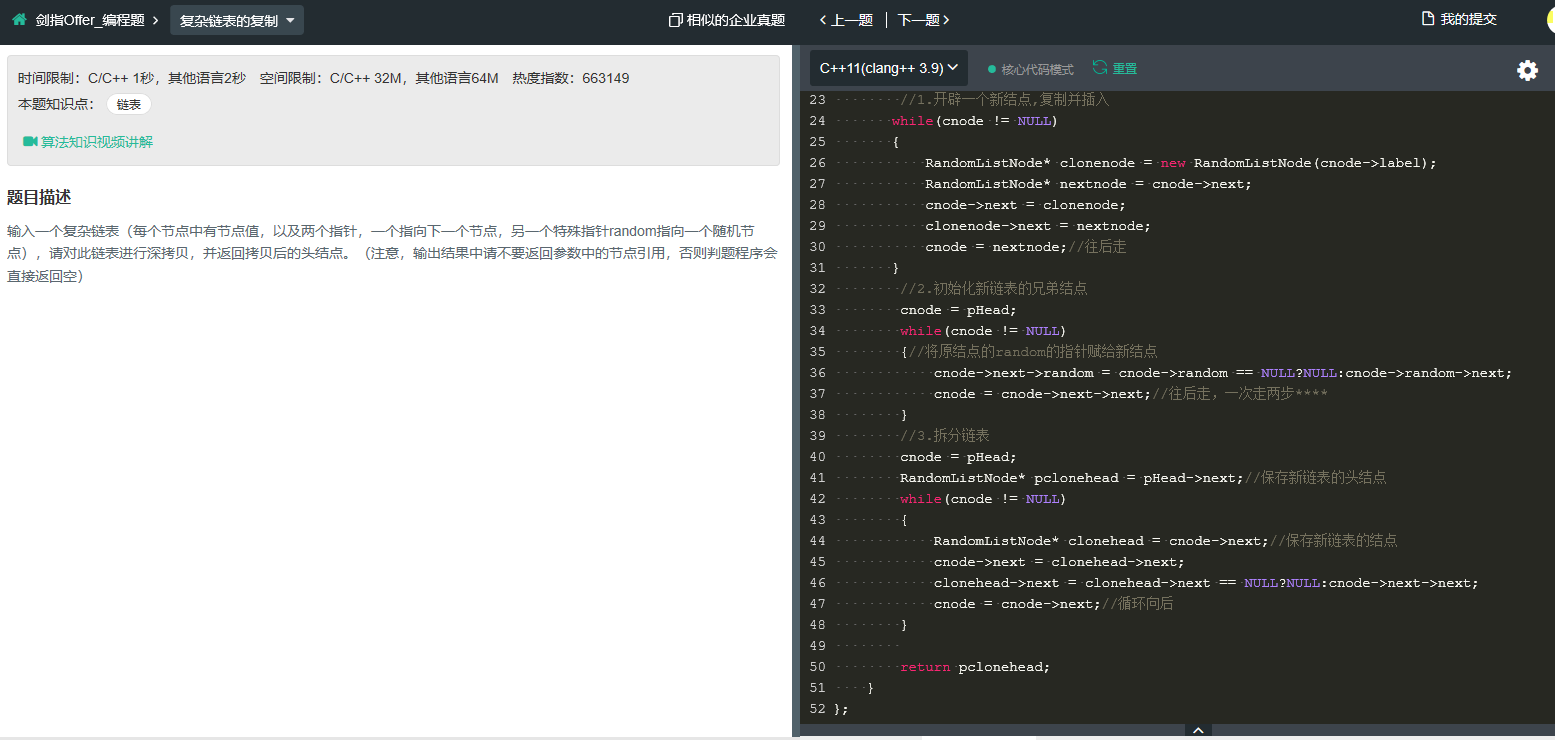 剑指Offer_编程题
复杂链表的复制
相似的企业真题
上一题 | 下一题
我的提交
时间限制：C/C++ 1秒，其他语言2秒 空间限制：C/C++ 32M，其他语言64M 热度指数：663149
本题知识点： 链表
算法知识视频讲解
题目描述
输入一个复杂链表（每个节点中有节点值，以及两个指针，一个指向下一个节点，另一个特殊指针random指向一个随机节
点），请对此链表进行深拷贝，并返回拷贝后的头结点。（注意，输出结果中请不要返回参数中的节点引用，否则判题程序会
直接返回空）
C++11(clang++ 3.9)
核心代码模式
重置
23 //1.开辟一个新结点,复制并插入
24 while(cnode != NULL)
25 {
26 RandomListNode* clonenode = new RandomListNode(cnode->label);
27 RandomListNode* nextnode = cnode->next;
28 cnode->next = clonenode;
29 clonenode->next = nextnode;
30 cnode = nextnode;//往后走
31 }
32 //2.初始化新链表的兄弟结点
33 cnode = pHead;
34 while(cnode != NULL)
35 {//将原结点的random的指针赋给新结点
36 cnode->next->random = cnode->random == NULL?NULL:cnode->random->next;
37 cnode = cnode->next->next;//往后走，一次走两步****
38 }
39 //3.拆分链表
40 cnode = pHead;
41 RandomListNode* pclonehead = pHead->next;//保存新链表的头结点
42 while(cnode != NULL)
43 {
44 RandomListNode* clonehead = cnode->next;//保存新链表的结点
45 cnode->next = clonehead->next;
46 clonehead->next = clonehead->next == NULL?NULL:cnode->next->next;
47 cnode = cnode->next;//循环向后
48 }
49
50 return pclonehead;
51 }
52 };